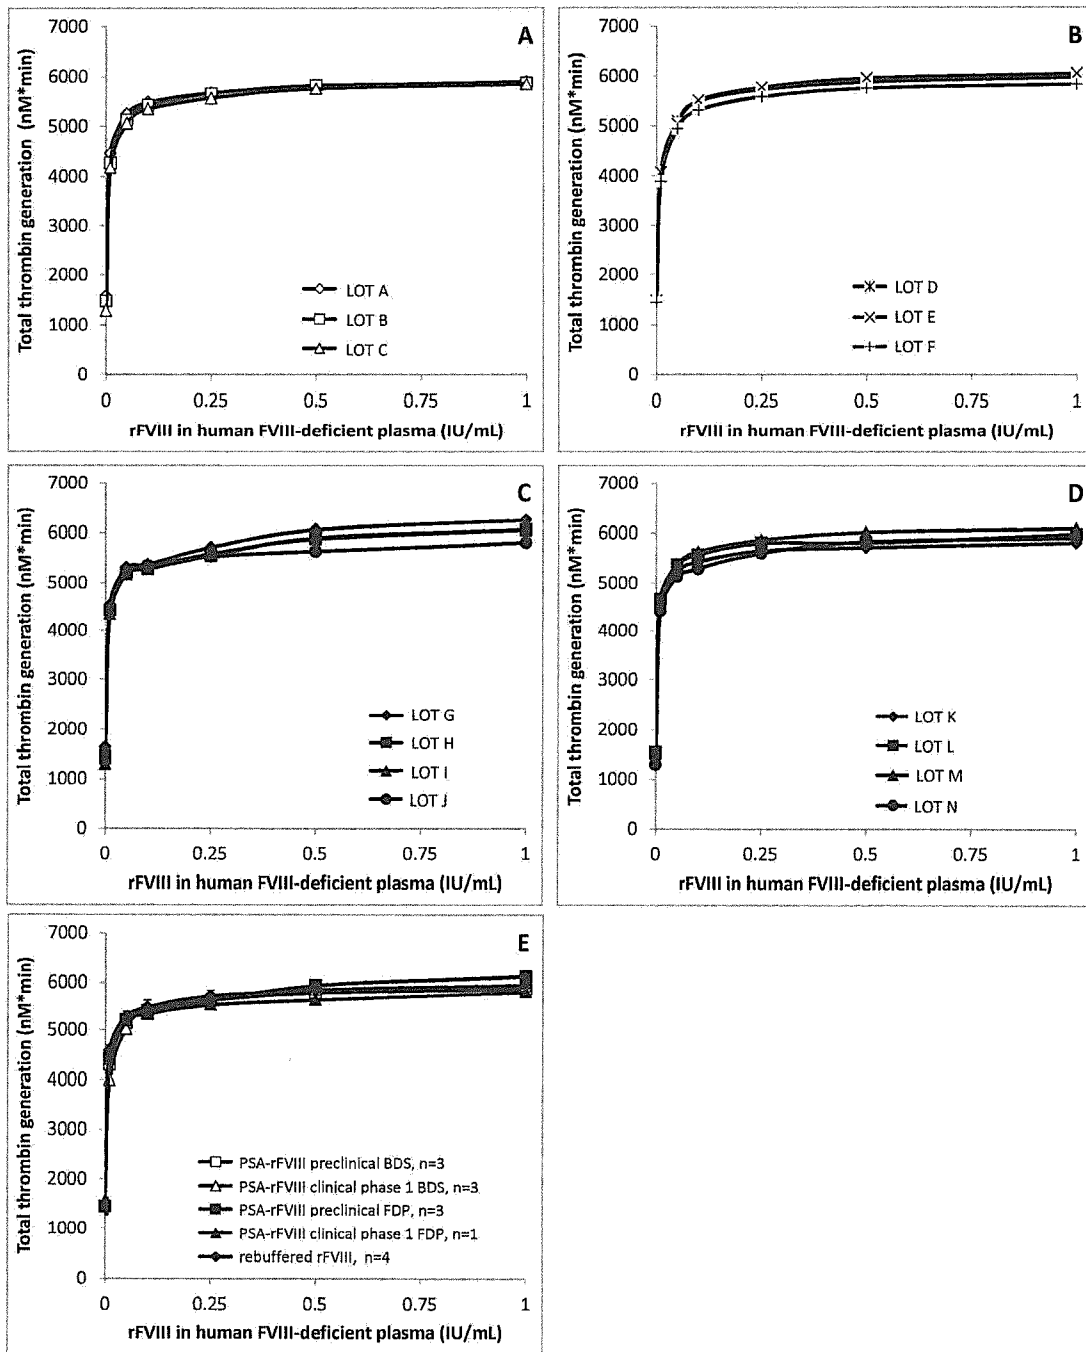 A
Total thrombin generation (nM*min)
7000
6000
5000
4000
3000
2000
1000
0
LOT A
LOT B
LOT C
0 0.25 0.5 0.75 1
rFVIII in human FVIII-deficient plasma (IU/mL)
B
Total thrombin generation (nM*min)
7000
6000
5000
4000
3000
2000
1000
0
LOT D
LOT E
LOT F
0 0.25 0.5 0.75 1
rFVIII in human FVIII-deficient plasma (IU/mL)
C
Total thrombin generation (nM*min)
7000
6000
5000
4000
3000
2000
1000
0
LOT G
LOT H
LOT I
LOT J
0 0.25 0.5 0.75 1
rFVIII in human FVIII-deficient plasma (IU/mL)
D
Total thrombin generation (nM*min)
7000
6000
5000
4000
3000
2000
1000
0
LOT K
LOT L
LOT M
LOT N
0 0.25 0.5 0.75 1
rFVIII in human FVIII-deficient plasma (IU/mL)
E
Total thrombin generation (nM*min)
7000
6000
5000
4000
3000
2000
1000
0
PSA-rFVIII preclinical BDS, n=3
PSA-rFVIII clinical phase 1 BDS, n=3
PSA-rFVIII preclinical FDP, n=3
PSA-rFVIII clinical phase 1 FDP, n=1
rebuffered rFVIII, n=4
0 0.25 0.5 0.75 1
rFVIII in human FVIII-deficient plasma (IU/mL)